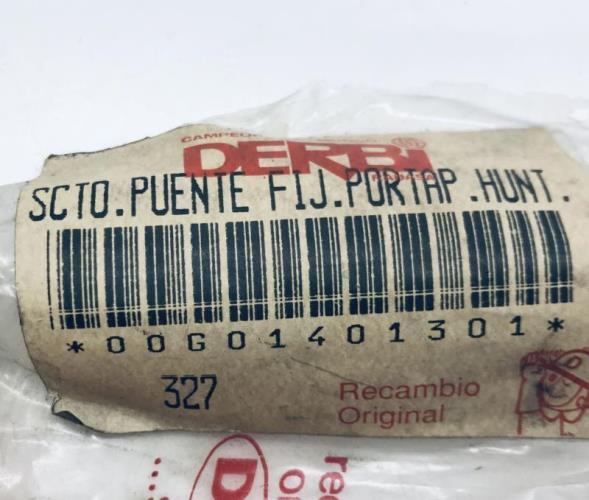 DERBI
SCTO.PUENTE FIJ.PORTAP.HUNT.
*00G01401301*
327
Recambio
Original
D